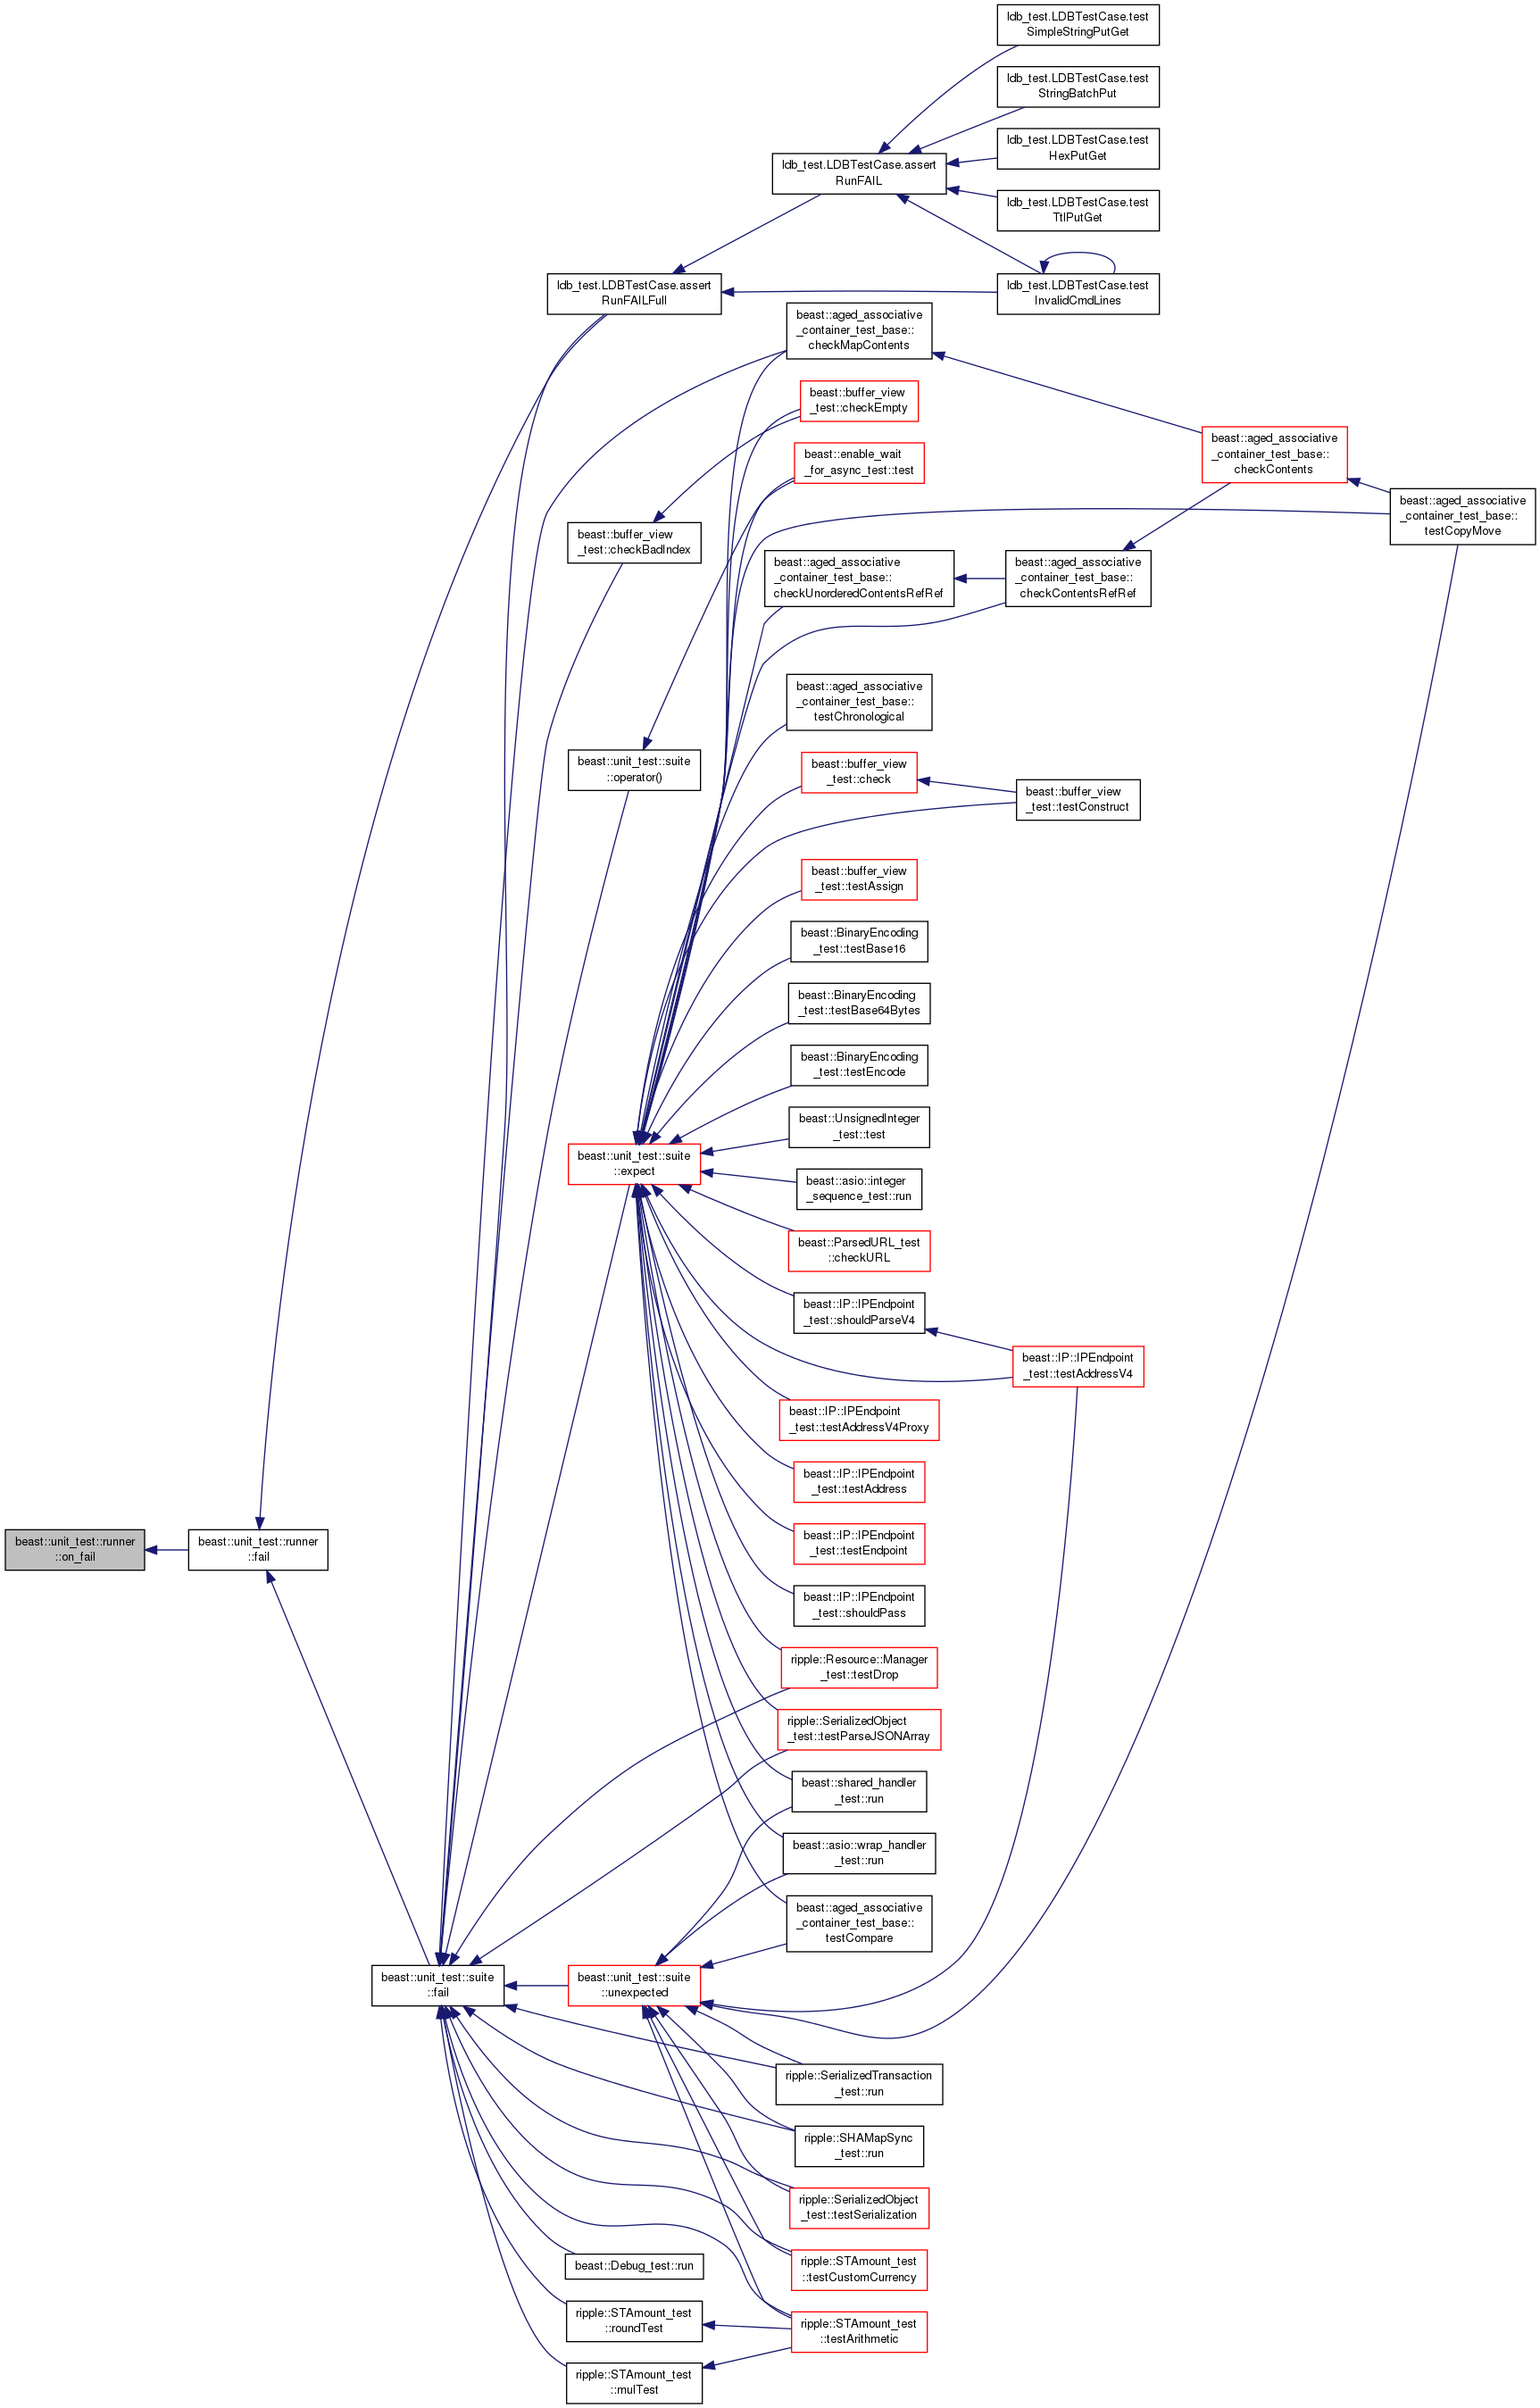 ldb_test.LDBTestCase.test
SimpleStringPutGet
ldb_test.LDBTestCase.test
StringBatchPut
ldb_test.LDBTestCase.test
HexPutGet
ldb_test.LDBTestCase.assert
RunFAIL
ldb_test.LDBTestCase.test
TtlPutGet
ldb_test.LDBTestCase.assert
RunFAILFull
ldb_test.LDBTestCase.test
InvalidCmdLines
beast::aged_associative
_container_test_base::
checkMapContents
beast::buffer_view
_test::checkEmpty
beast::aged_associative
_container_test_base::
checkContents
beast::enable_wait
_for_async_test::test
beast::aged_associative
_container_test_base::
testCopyMove
beast::buffer_view
_test::checkBadIndex
beast::aged_associative
_container_test_base::
checkUnorderedContentsRefRef
beast::aged_associative
_container_test_base::
checkContentsRefRef
beast::aged_associative
_container_test_base::
testChronological
beast::unit_test::suite
::operator()
beast::buffer_view
_test::check
beast::buffer_view
_test::testConstruct
beast::buffer_view
_test::testAssign
beast::BinaryEncoding
_test::testBase16
beast::BinaryEncoding
_test::testBase64Bytes
beast::BinaryEncoding
_test::testEncode
beast::UnsignedInteger
_test::test
beast::unit_test::suite
::expect
beast::asio::integer
_sequence_test::run
beast::ParsedURL_test
::checkURL
beast::IP::IPEndpoint
_test::shouldParseV4
beast::IP::IPEndpoint
_test::testAddressV4
beast::IP::IPEndpoint
_test::testAddressV4Proxy
beast::IP::IPEndpoint
_test::testAddress
beast::unit_test::runner
::on_fail
beast::unit_test::runner
::fail
beast::IP::IPEndpoint
_test::testEndpoint
beast::IP::IPEndpoint
_test::shouldPass
ripple::Resource::Manager
_test::testDrop
ripple::SerializedObject
_test::testParseJSONArray
beast::shared_handler
_test::run
beast::asio::wrap_handler
_test::run
beast::aged_associative
_container_test_base::
testCompare
beast::unit_test::suite
::fail
beast::unit_test::suite
::unexpected
ripple::SerializedTransaction
_test::run
ripple::SHAMapSync
_test::run
ripple::SerializedObject
_test::testSerialization
beast::Debug_test::run
ripple::STAmount_test
::testCustomCurrency
ripple::STAmount_test
::roundTest
ripple::STAmount_test
::testArithmetic
ripple::STAmount_test
::mulTest